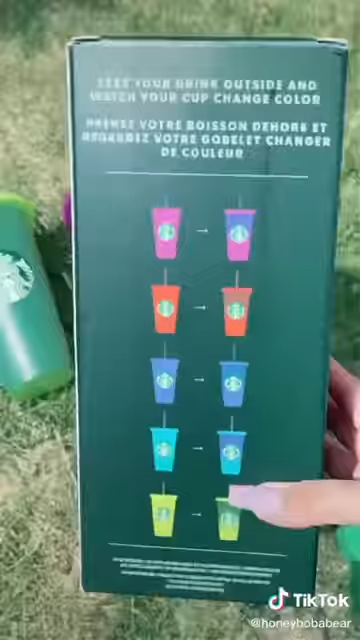 TAKE YOUR DRINK OUTSIDE AND
WATCH YOUR CUP CHANGE COLOR
PRENEZ VOTRE BOISSON DEHORS ET
REGARDEZ VOTRE GOBELET CHANGER
DE COULEUR
TikTok
@honeybobabear